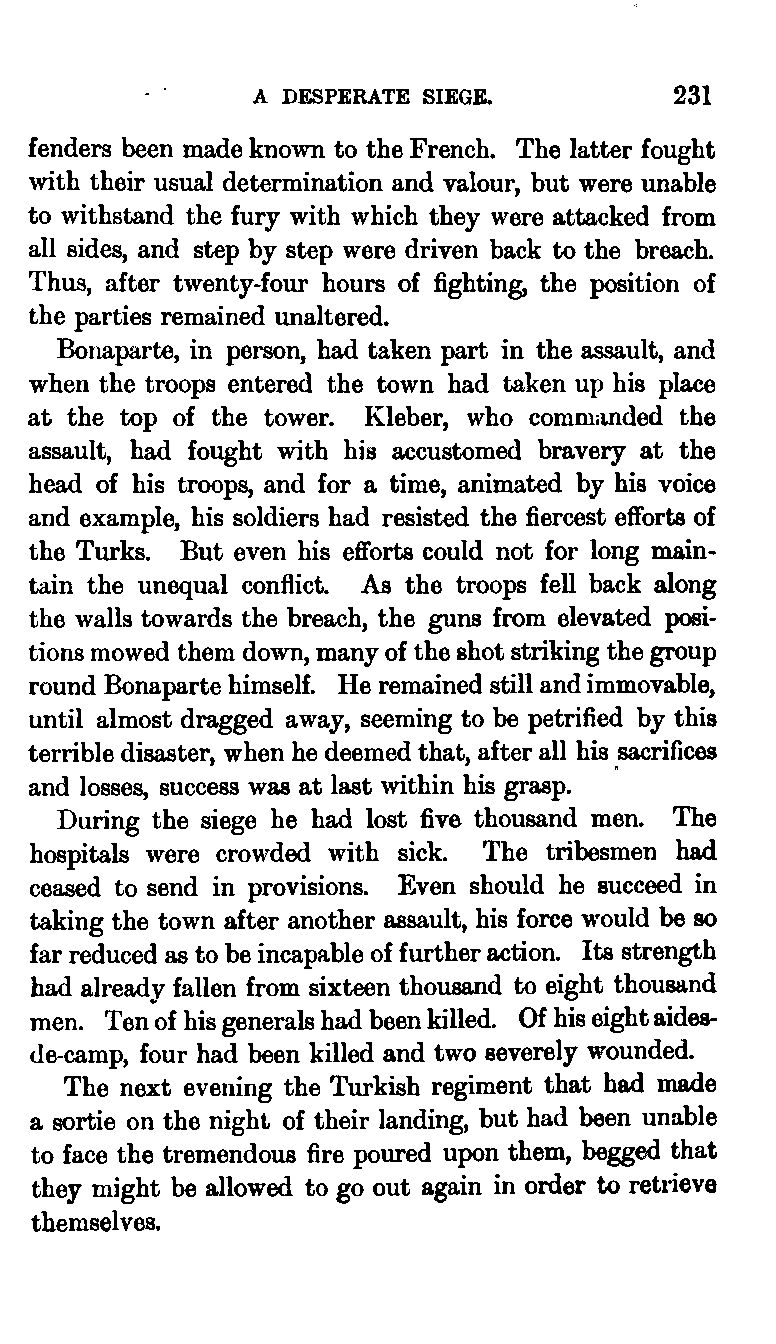 A DESPERATE SIEGE. 231
fenders been made known to the French. The latter fought
with their usual determination and valour, but were unable
to withstand the fury with which they were attacked from
all sides, and step by step were driven back to the breach.
Thus, after twenty-four hours of fighting, the position of
the parties remained unaltered.
Bonaparte, in person, had taken part in the assault, and
when the troops entered the town had taken up his place
at the top of the tower. Kleber, who commanded the
assault, had fought with his accustomed bravery at the
head of his troops, and for a time, animated by his voice
and example, his soldiers had resisted the fiercest efforts of
the Turks. But even his efforts could not for long main-
tain the unequal conflict. As the troops fell back along
the walls towards the breach, the guns from elevated posi-
tions mowed them down, many of the shot striking the group
round Bonaparte himself. He remained still and immovable,
until almost dragged away, seeming to be petrified by this
terrible disaster, when he deemed that, after all his sacrifices
and losses, success was at last within his grasp.
During the siege he had lost five thousand men. The
hospitals were crowded with sick. The tribesmen had
ceased to send in provisions. Even should he succeed in
taking the town after another assault, his force would be so
far reduced as to be incapable of further action. Its strength
had already fallen from sixteen thousand to eight thousand
men. Ten of his generals had been killed. Of his eight aides-
de-camp, four had been killed and two severely wounded.
The next evening the Turkish regiment that had made
a sortie on the night of their landing, but had been unable
to face the tremendous fire poured upon them, begged that
they might be allowed to go out again in order to retrieve
themselves.